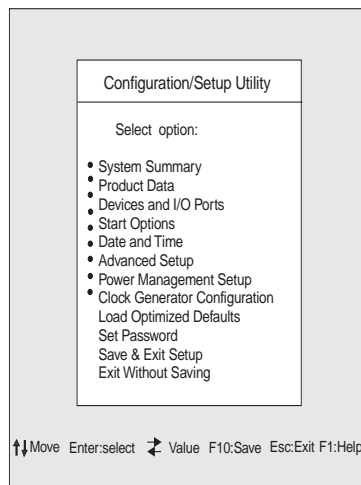 Configuration/Setup Utility
Select option:
• System Summary
• Product Data
• Devices and I/O Ports
• Start Options
• Date and Time
• Advanced Setup
• Power Management Setup
• Clock Generator Configuration
Load Optimized Defaults
Set Password
Save & Exit Setup
Exit Without Saving
↑↓ Move Enter:select ⇄ Value F10:Save Esc:Exit F1:Help